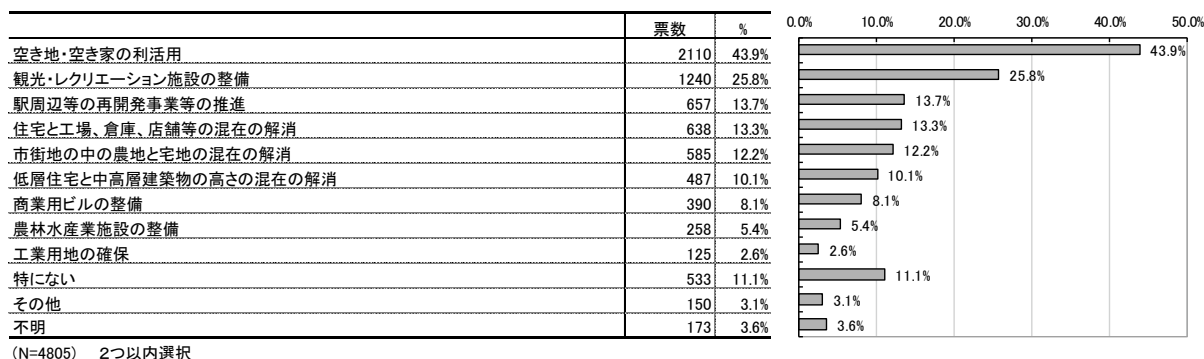 票数 %
空き地・空き家の利活用 2110 43.9%
観光・レクリエーション施設の整備 1240 25.8%
駅周辺等の再開発事業等の推進 657 13.7%
住宅と工場、倉庫、店舗等の混在の解消 638 13.3%
市街地の中の農地と宅地の混在の解消 585 12.2%
低層住宅と中高層建築物の高さの混在の解消 487 10.1%
商業用ビルの整備 390 8.1%
農林水産業施設の整備 258 5.4%
工業用地の確保 125 2.6%
特にない 533 11.1%
その他 150 3.1%
不明 173 3.6%
(N=4805) 2つ以内選択
0.0% 10.0% 20.0% 30.0% 40.0% 50.0%
43.9%
25.8%
13.7%
13.3%
12.2%
10.1%
8.1%
5.4%
2.6%
11.1%
3.1%
3.6%